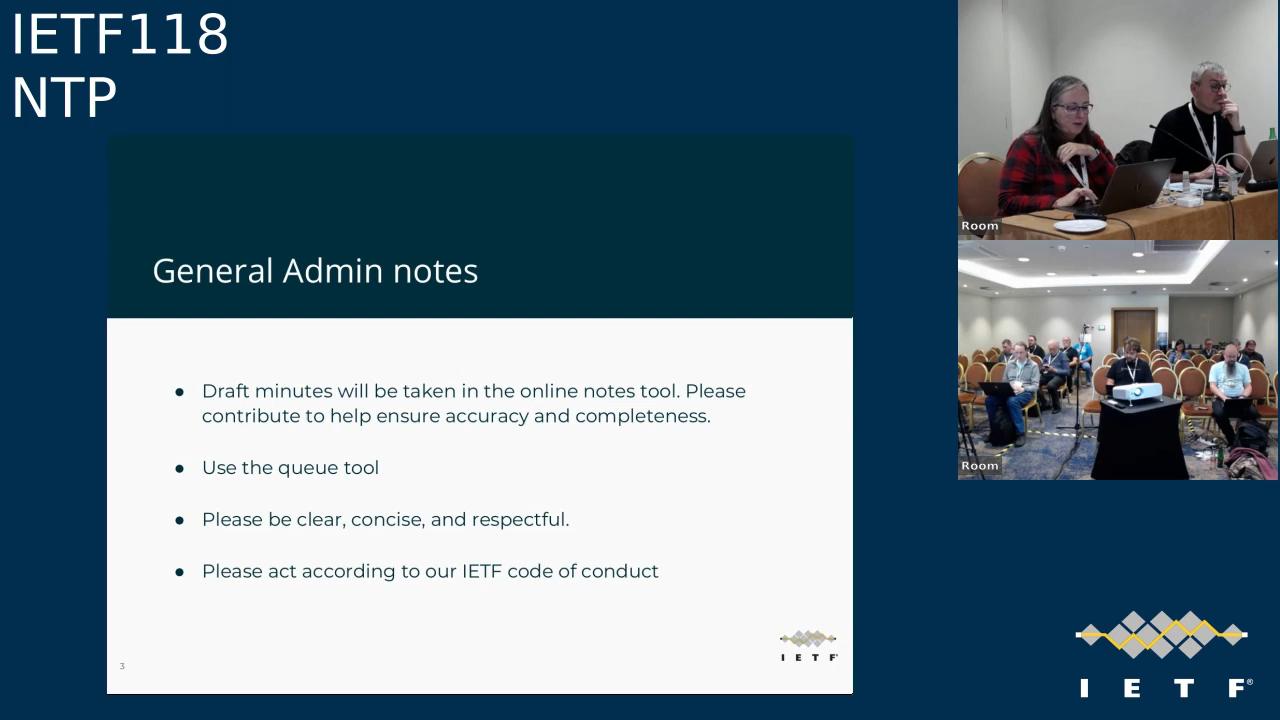 IETF118
NTP
General Admin notes
● Draft minutes will be taken in the online notes tool. Please
contribute to help ensure accuracy and completeness.
● Use the queue tool
● Please be clear, concise, and respectful.
● Please act according to our IETF code of conduct
3
I E T F®
Room
Room
I E T F®